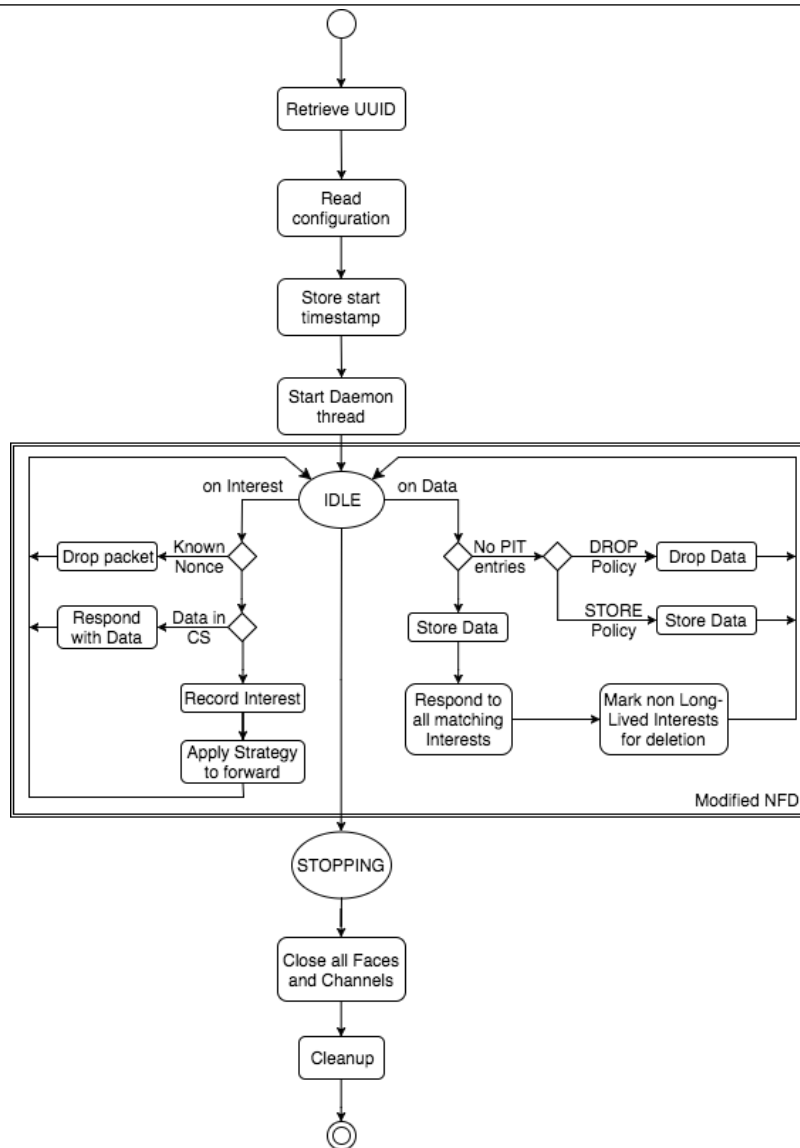 Retrieve UUID
Read
configuration
Store start
timestamp
Start Daemon
thread
on Interest
IDLE
on Data
Drop packet
Known
Nonce
No PIT
entries
DROP
Policy
Drop Data
Respond
with Data
Data in
CS
Store Data
STORE
Policy
Store Data
Record Interest
Respond to
all matching
Interests
Mark non Long-
Lived Interests
for deletion
Apply Strategy
to forward
Modified NFD
STOPPING
Close all Faces
and Channels
Cleanup